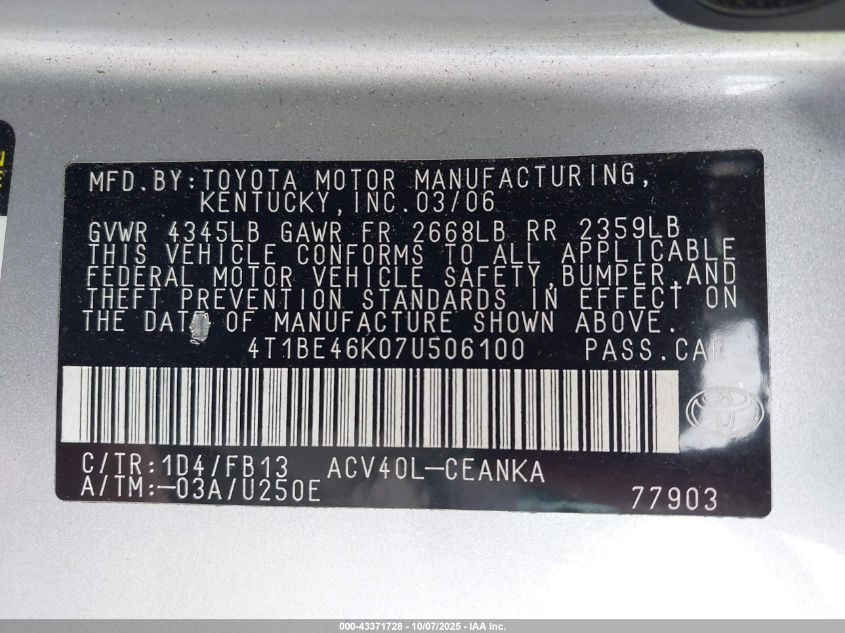 MFD.BY:TOYOTA MOTOR MANUFACTURING,
KENTUCKY,INC.03/06
GVWR 4345LB GAWR FR 2668LB RR 2359LB
THIS VEHICLE CONFORMS TO ALL APPLICABLE
FEDERAL MOTOR VEHICLE SAFETY,BUMPER,AND
THEFT PREVENTION STANDARDS IN EFFECT ON
THE DAT OF MANUFACTURE SHOWN ABOVE.
4T1BE46K07U506100 PASS.CAR
C/TR:1D4/FB13 ACV40L-CEANKA
A/TM:-03A/U250E 77903
000-43371728 - 10/07/2025 - IAA Inc.